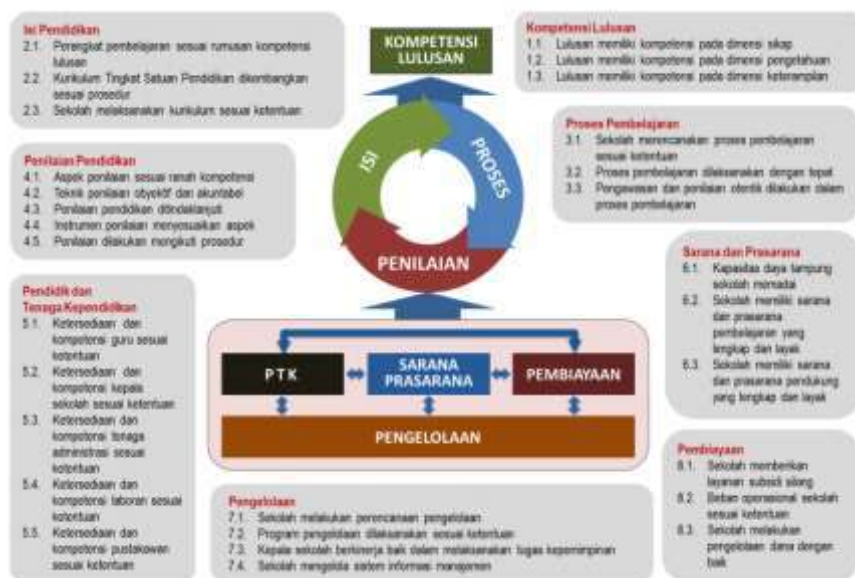 Isi Pendidikan
2.1. Perangkat pembelajaran sesuai rumusan kompetensi
lulusan
2.2. Kurikulum Tingkat Satuan Pendidikan dikembangkan
sesuai prosedur
2.3. Sekolah melaksanakan kurikulum sesuai ketentuan
KOMPETENSI
LULUSAN
Kompetensi Lulusan
1.1. Lulusan memiliki kompetensi pada dimensi sikap
1.2. Lulusan memiliki kompetensi pada dimensi pengetahuan
1.3. Lulusan memiliki kompetensi pada dimensi keterampilan
Penilaian Pendidikan
4.1. Aspek penilaian sesuai ranah kompetensi
4.2. Teknik penilaian obyektif dan akuntabel
4.3. Penilaian pendidikan ditindaklanjuti
4.4. Instrumen penilaian menyesuaikan aspek
4.5. Penilaian dilakukan mengikuti prosedur
ISI
PROSES
PENILAIAN
Proses Pembelajaran
3.1. Sekolah merencanakan proses pembelajaran
sesuai ketentuan
3.2. Proses pembelajaran dilaksanakan dengan tepat
3.3. Pengawasan dan penilaian otentik dilakukan dalam
proses pembelajaran
Pendidik dan
Tenaga Kependidikan
5.1. Ketersediaan dan
kompetensi guru sesuai
ketentuan
5.2. Ketersediaan dan
kompetensi kepala
sekolah sesuai ketentuan
5.3. Ketersediaan dan
kompetensi tenaga
administrasi sesuai
ketentuan
5.4. Ketersediaan dan
kompetensi laboran sesuai
ketentuan
5.5. Ketersediaan dan
kompetensi pustakawan
sesuai ketentuan
PTK
SARANA
PRASARANA
PEMBIAYAAN
PENGELOLAAN
Sarana dan Prasarana
6.1. Kapasitas daya tampung
sekolah memadai
6.2. Sekolah memiliki sarana
dan prasarana
pembelajaran yang
lengkap dan layak
6.3. Sekolah memiliki sarana
dan prasarana pendukung
yang lengkap dan layak
Pengelolaan
7.1. Sekolah melakukan perencanaan pengelolaan
7.2. Program pengelolaan dilaksanakan sesuai ketentuan
7.3. Kepala sekolah berkinerja baik dalam melaksanakan tugas kepemimpinan
7.4. Sekolah mengelola sistem informasi manajemen
Pembiayaan
8.1. Sekolah memberikan
layanan subsidi silang
8.2. Beban operasional sekolah
sesuai ketentuan
8.3. Sekolah melakukan
pengelolaan dana dengan
baik